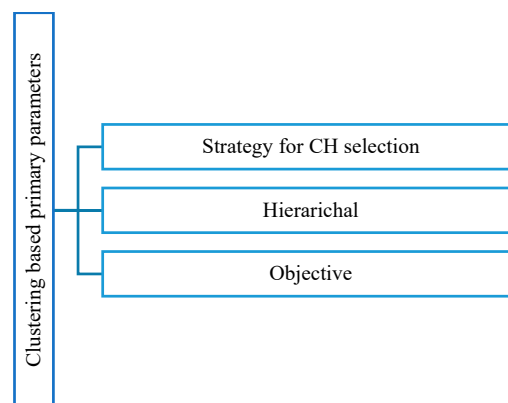 Clustering based primary parameters
Strategy for CH selection
Hierarichal
Objective